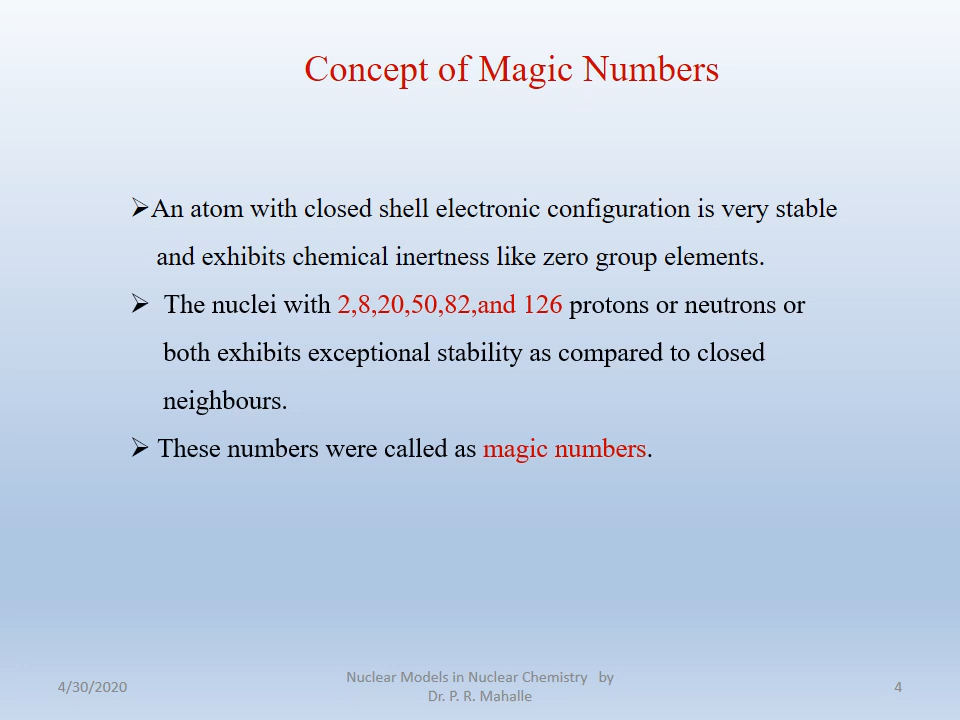 Concept of Magic Numbers
➢An atom with closed shell electronic configuration is very stable
and exhibits chemical inertness like zero group elements.
➢ The nuclei with 2,8,20,50,82,and 126 protons or neutrons or
both exhibits exceptional stability as compared to closed
neighbours.
➢ These numbers were called as magic numbers.
4/30/2020
Nuclear Models in Nuclear Chemistry by
Dr. P. R. Mahalle
4